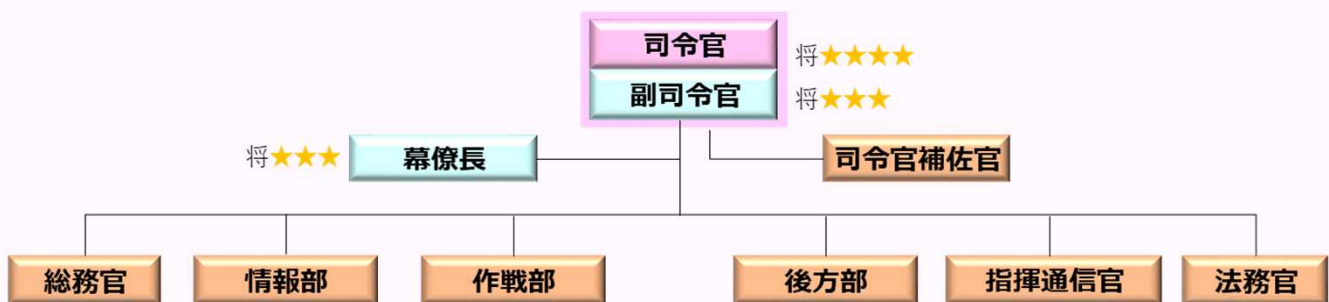 司令官
将★★★★
副司令官
将★★★
将★★★
幕僚長
司令官補佐官
総務官
情報部
作戦部
後方部
指揮通信官
法務官